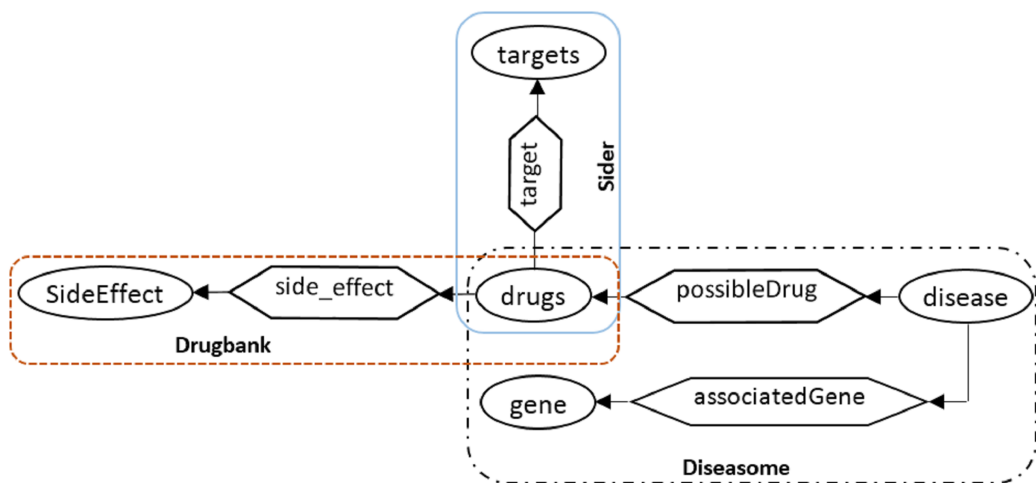 targets
target
Sider
SideEffect
side_effect
drugs
possibleDrug
disease
Drugbank
gene
associatedGene
Diseasome